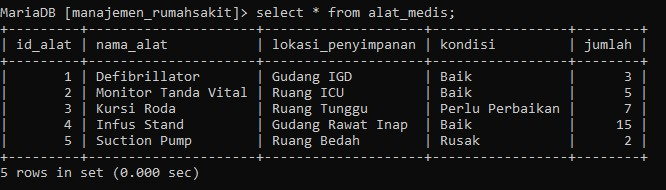 MariaDB [manajemen_rumahsakit]> select * from alat_medis;
+---------+---------------------+--------------------+-----------------+--------+
| id_alat | nama_alat           | lokasi_penyimpanan | kondisi         | jumlah |
+---------+---------------------+--------------------+-----------------+--------+
|       1 | Defibrillator       | Gudang IGD         | Baik            |      3 |
|       2 | Monitor Tanda Vital | Ruang ICU          | Baik            |      5 |
|       3 | Kursi Roda          | Ruang Tunggu       | Perlu Perbaikan |      7 |
|       4 | Infus Stand         | Gudang Rawat Inap  | Baik            |     15 |
|       5 | Suction Pump        | Ruang Bedah        | Rusak           |      2 |
+---------+---------------------+--------------------+-----------------+--------+
5 rows in set (0.000 sec)